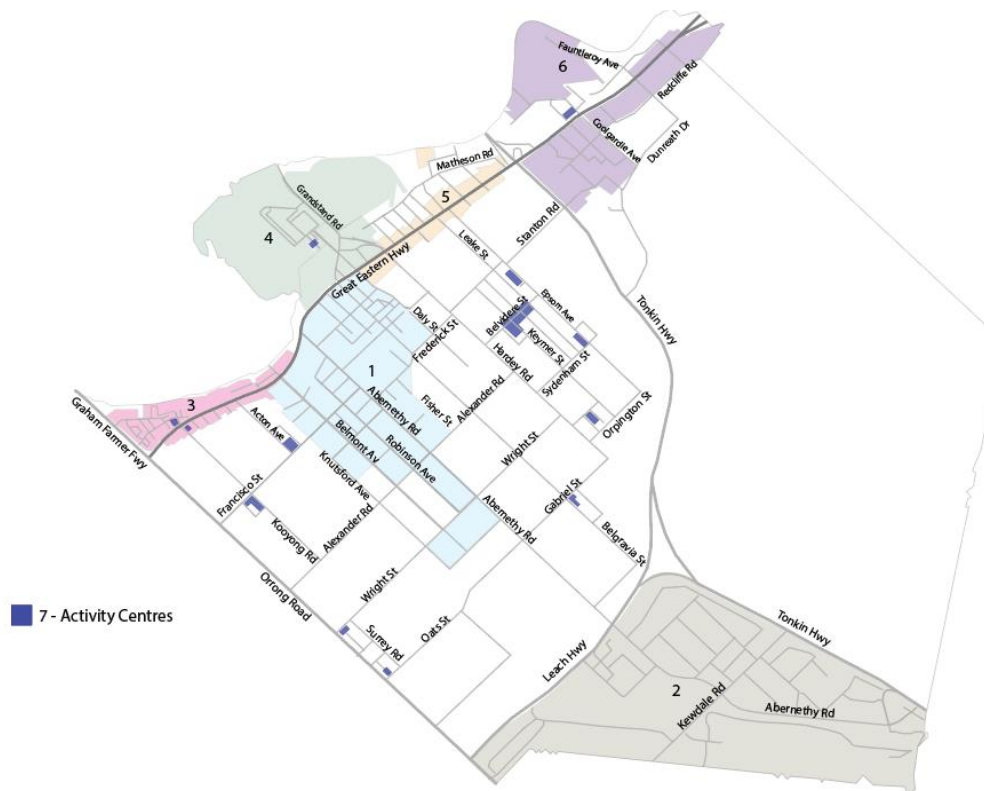 Fauntleroy Ave
6
Redcliffe Rd
Coolgardie Ave
Dunreath Dr
Matheson Rd
5
Grandstand Rd
4
Stanton Rd
Leake St
Great Eastern Hwy
Epsom Ave
Tonkin Hwy
Belvidere St
Daly St
Frederick St
Keymer St
Hardey Rd
Sydenham St
1
Alexander Rd
Abernethy Rd
Fisher St
Orpington St
3
Graham Farmer Fwy
Acton Ave
Belmont Av
Robinson Ave
Knutsford Ave
Wright St
Francisco St
Gabriel St
Abernethy Rd
Kooyong Rd
Alexander Rd
Belgravia St
Orrong Road
Wright St
7 - Activity Centres
Surrey Rd
Oats St
Tonkin Hwy
Leach Hwy
2
Kewdale Rd
Abernethy Rd